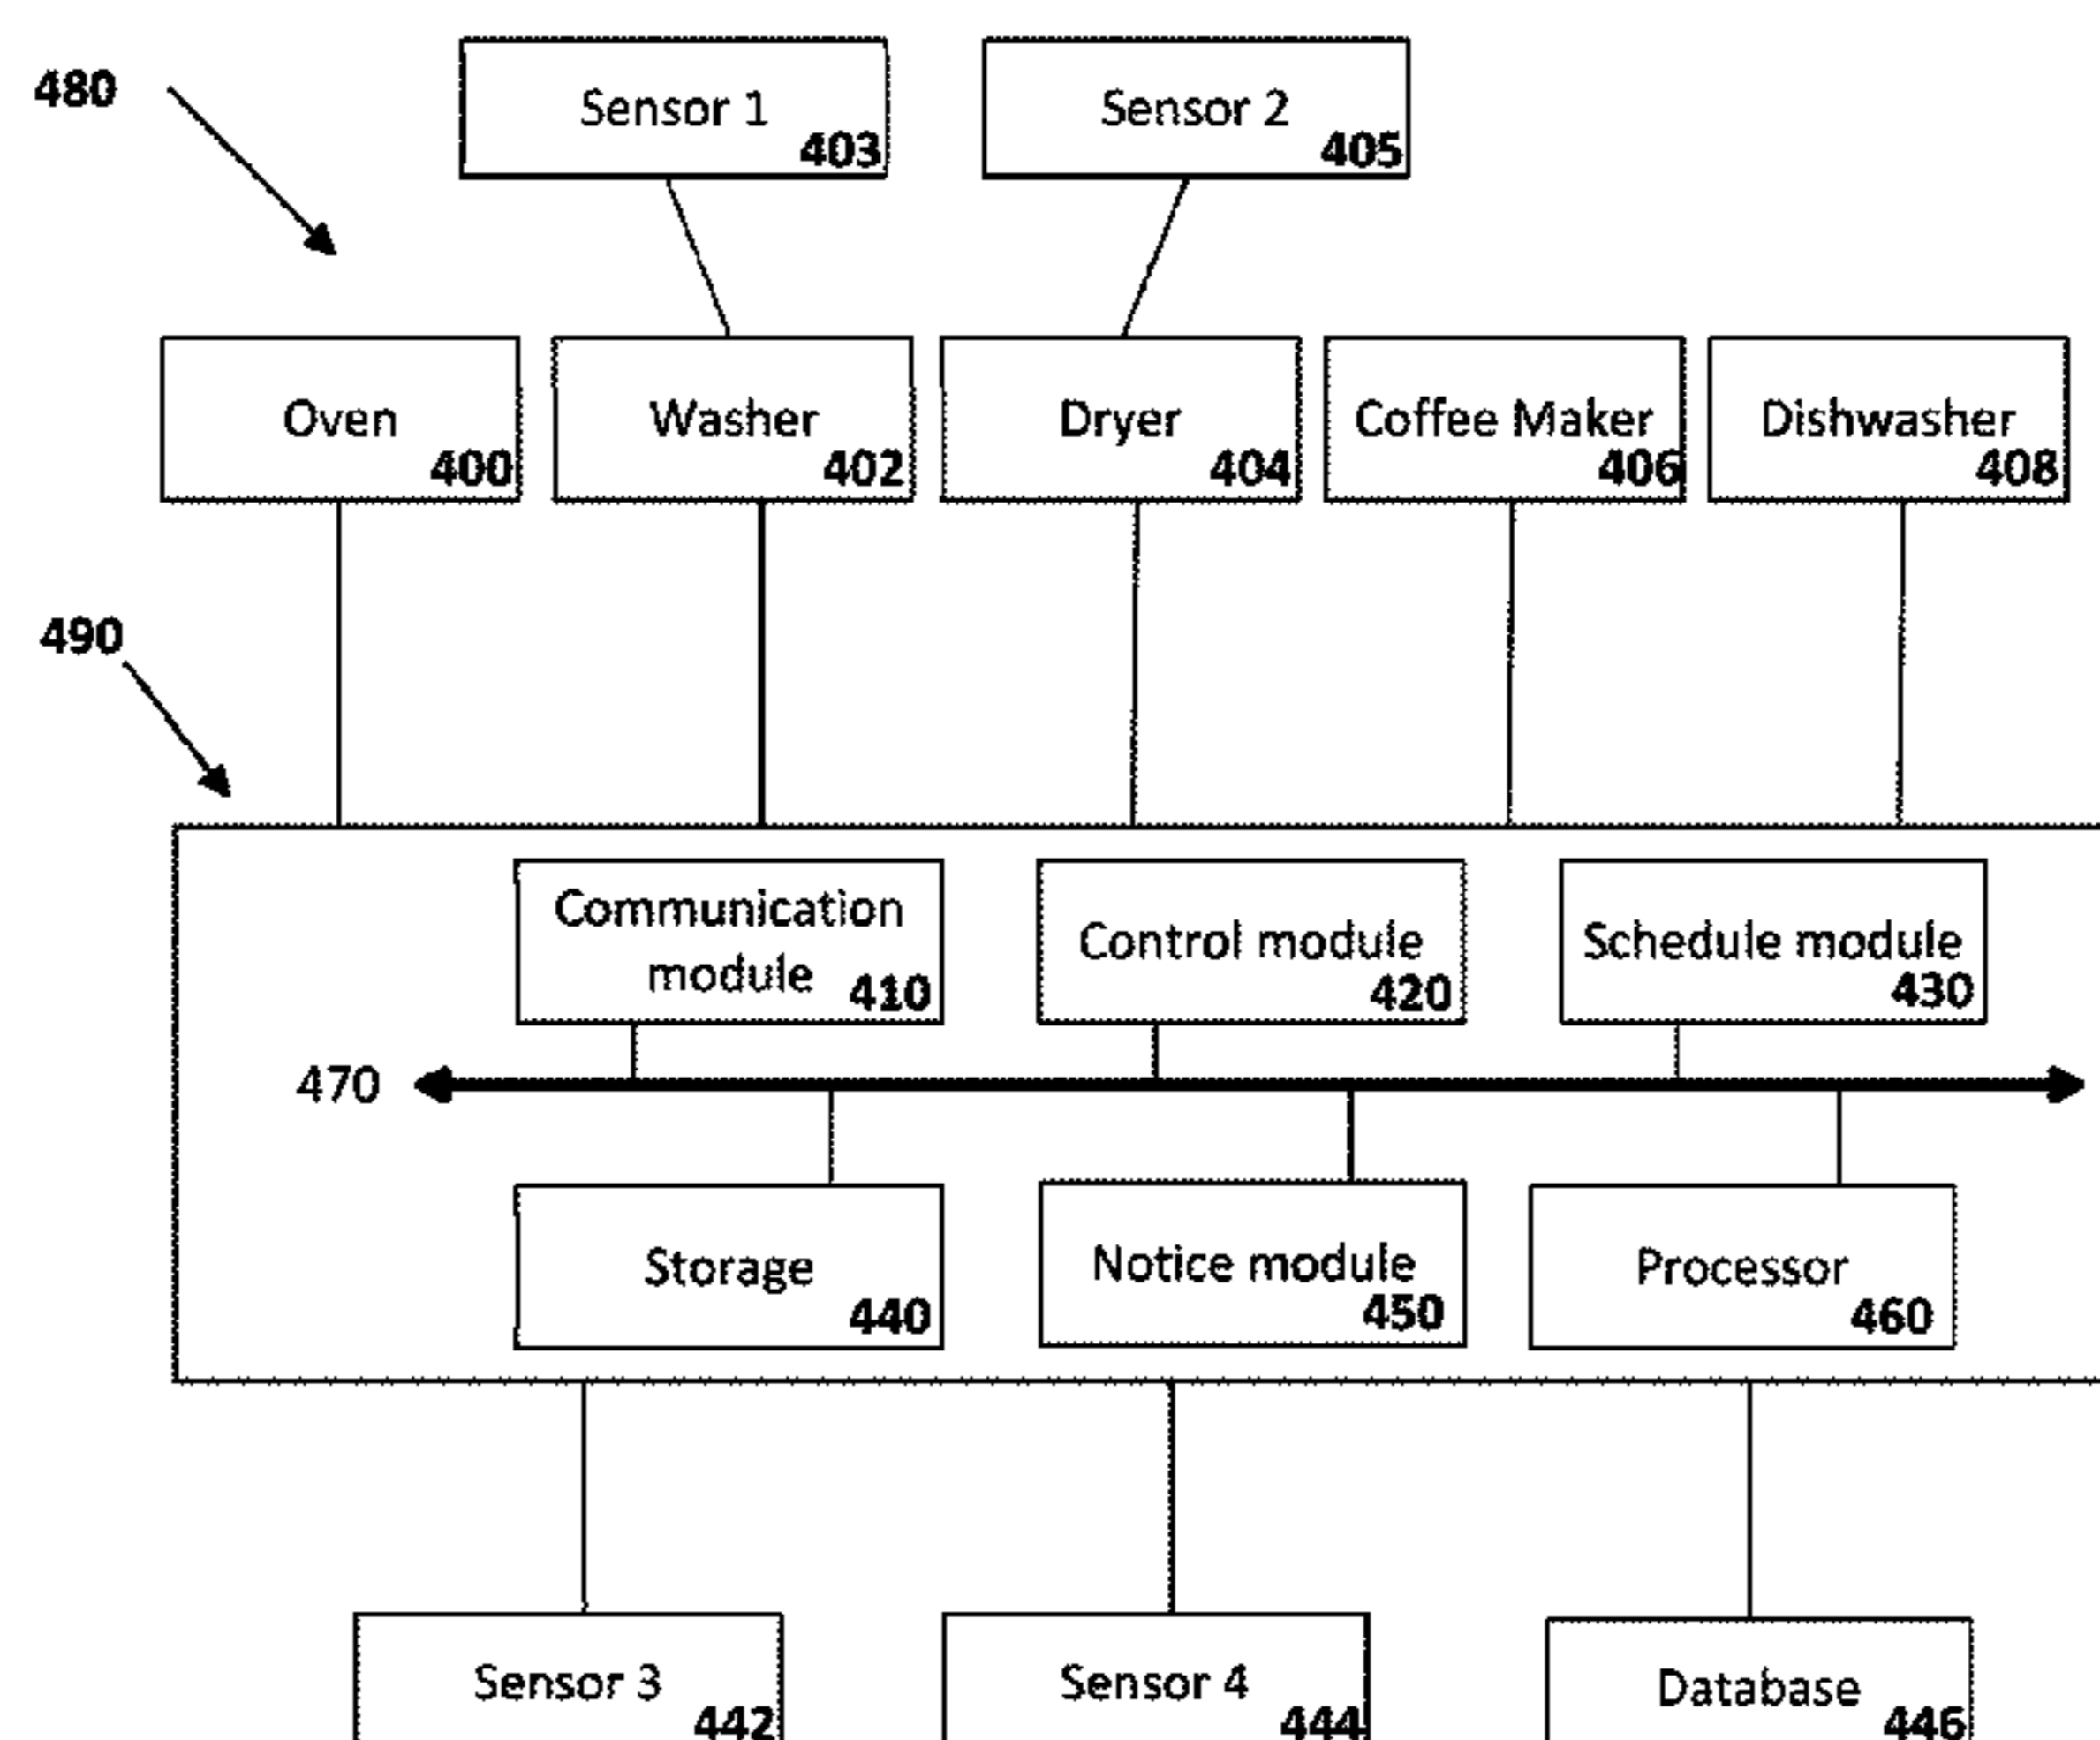 480
Sensor 1
403
Sensor 2
405
Oven
400
Washer
402
Dryer
404
Coffee Maker
406
Dishwasher
408
490
Communication
module
410
Control module
420
Schedule module
430
470
Storage
440
Notice module
450
Processor
460
Sensor 3
442
Sensor 4
444
Database
446